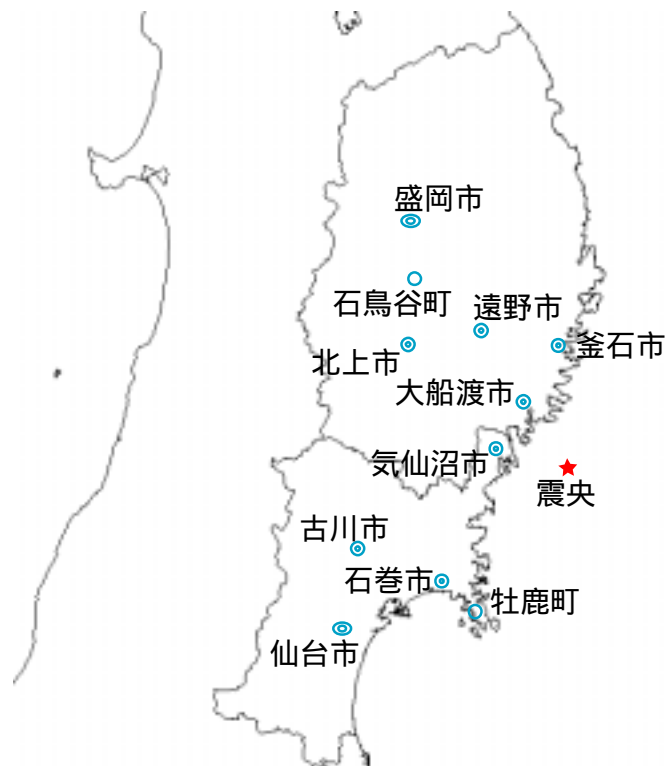 盛岡市
石鳥谷町
遠野市
釜石市
北上市
大船渡市
気仙沼市
震央
古川市
石巻市
牡鹿町
仙台市